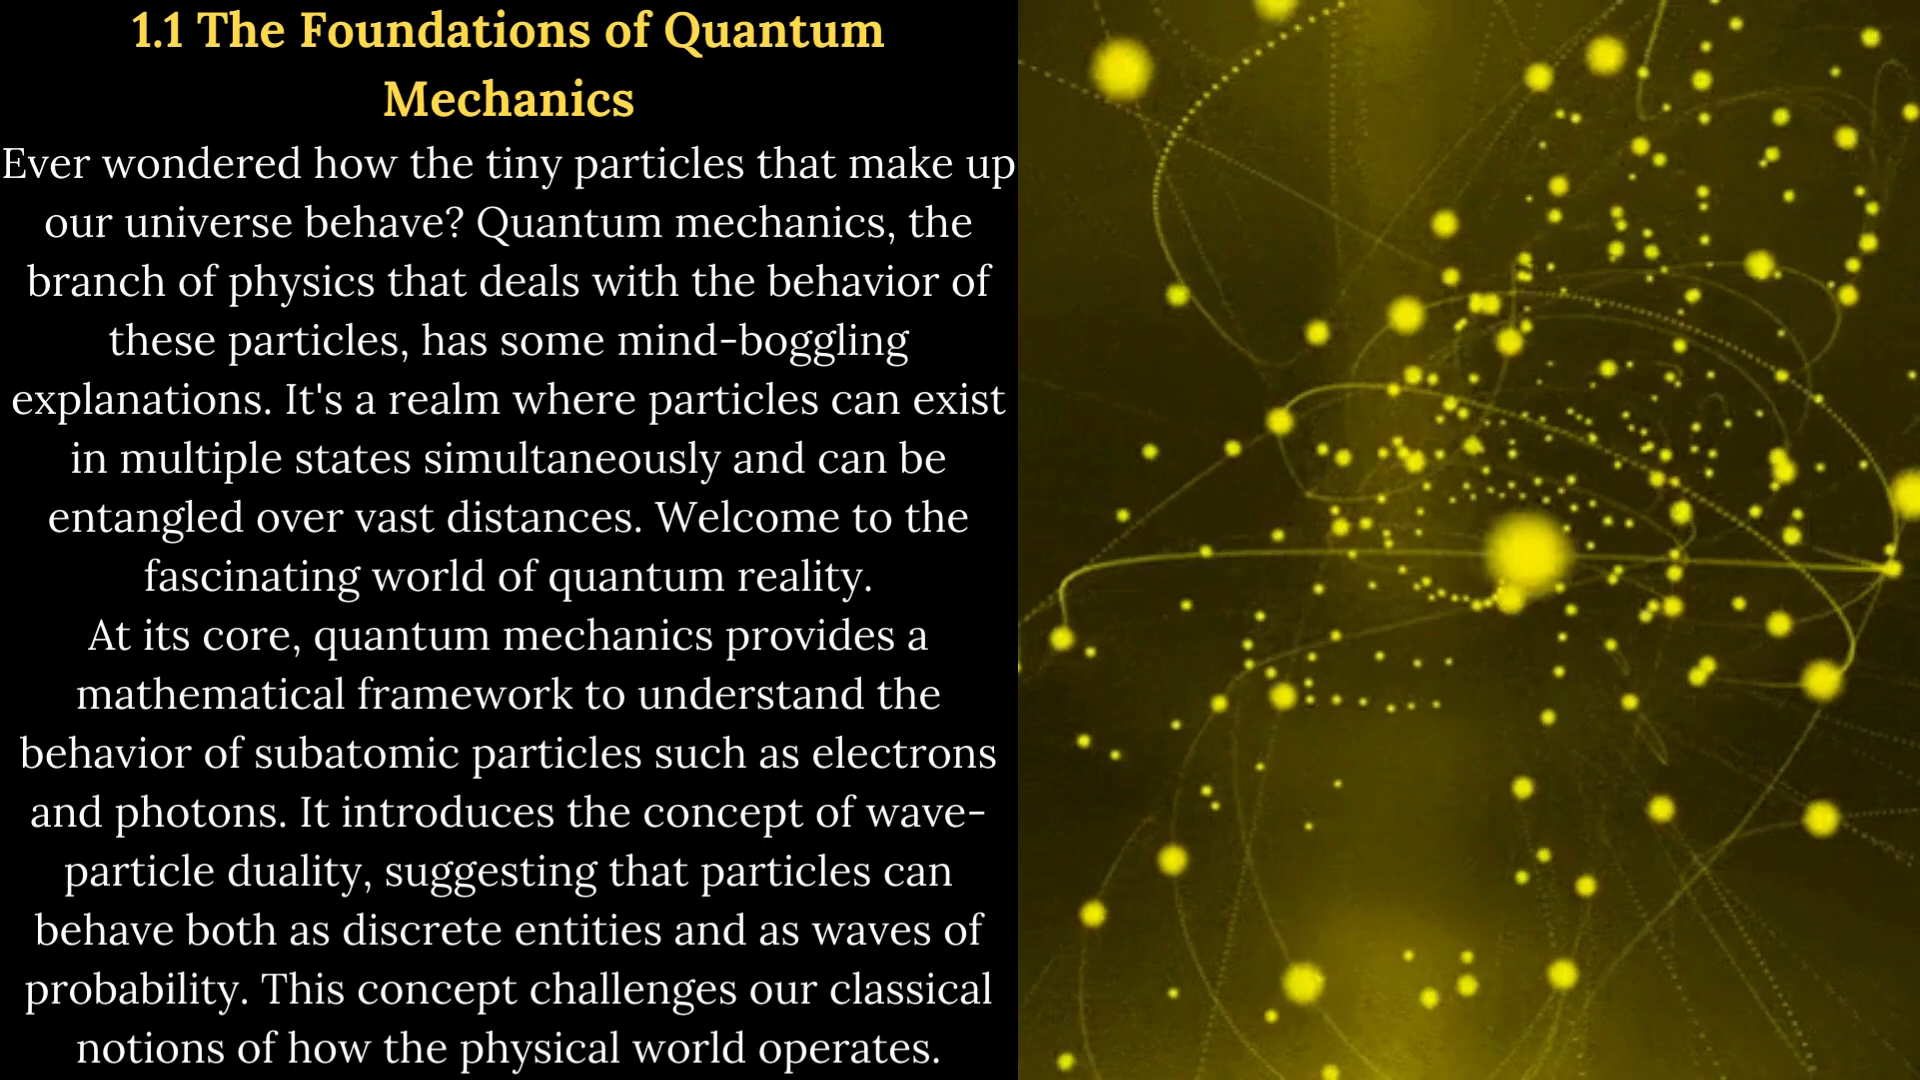 1.1 The Foundations of Quantum
Mechanics
Ever wondered how the tiny particles that make up
our universe behave? Quantum mechanics, the
branch of physics that deals with the behavior of
these particles, has some mind-boggling
explanations. It's a realm where particles can exist
in multiple states simultaneously and can be
entangled over vast distances. Welcome to the
fascinating world of quantum reality.
At its core, quantum mechanics provides a
mathematical framework to understand the
behavior of subatomic particles such as electrons
and photons. It introduces the concept of wave-
particle duality, suggesting that particles can
behave both as discrete entities and as waves of
probability. This concept challenges our classical
notions of how the physical world operates.